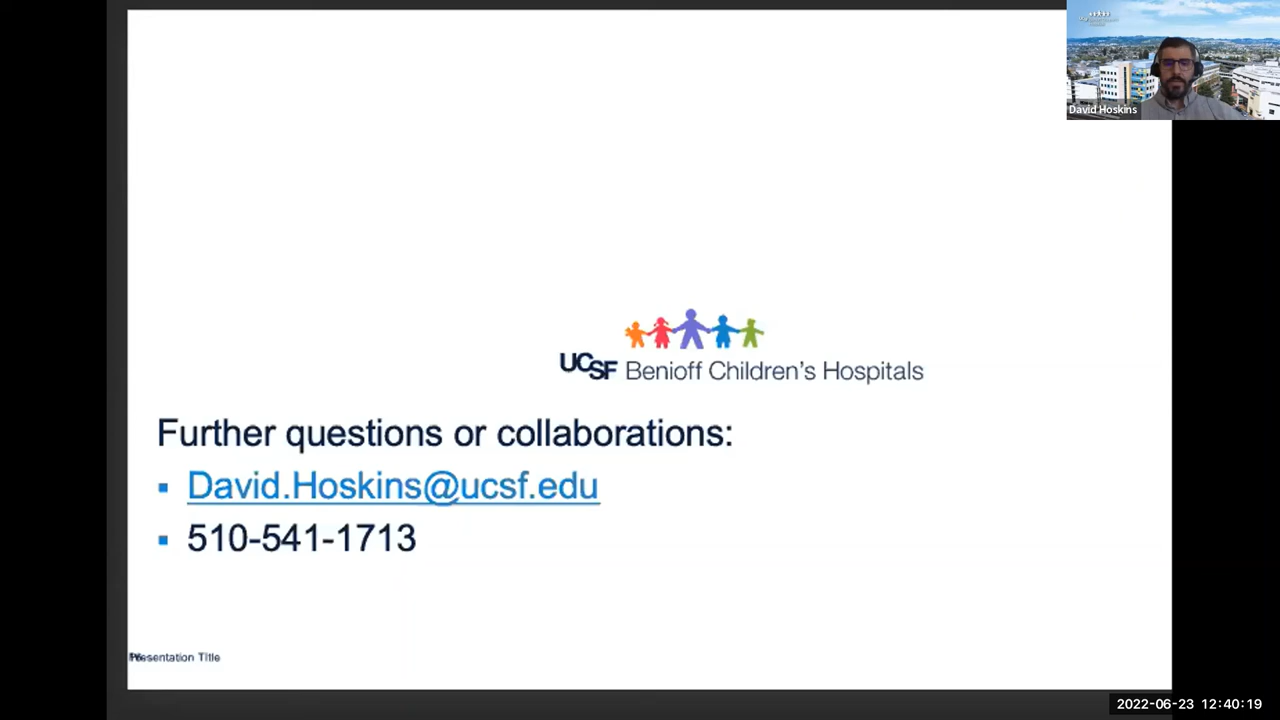 David Hoskins
UCSF Benioff Children's Hospitals
Further questions or collaborations:
▪ David.Hoskins@ucsf.edu
▪ 510-541-1713
Presentation Title
2022-06-23 12:40:19